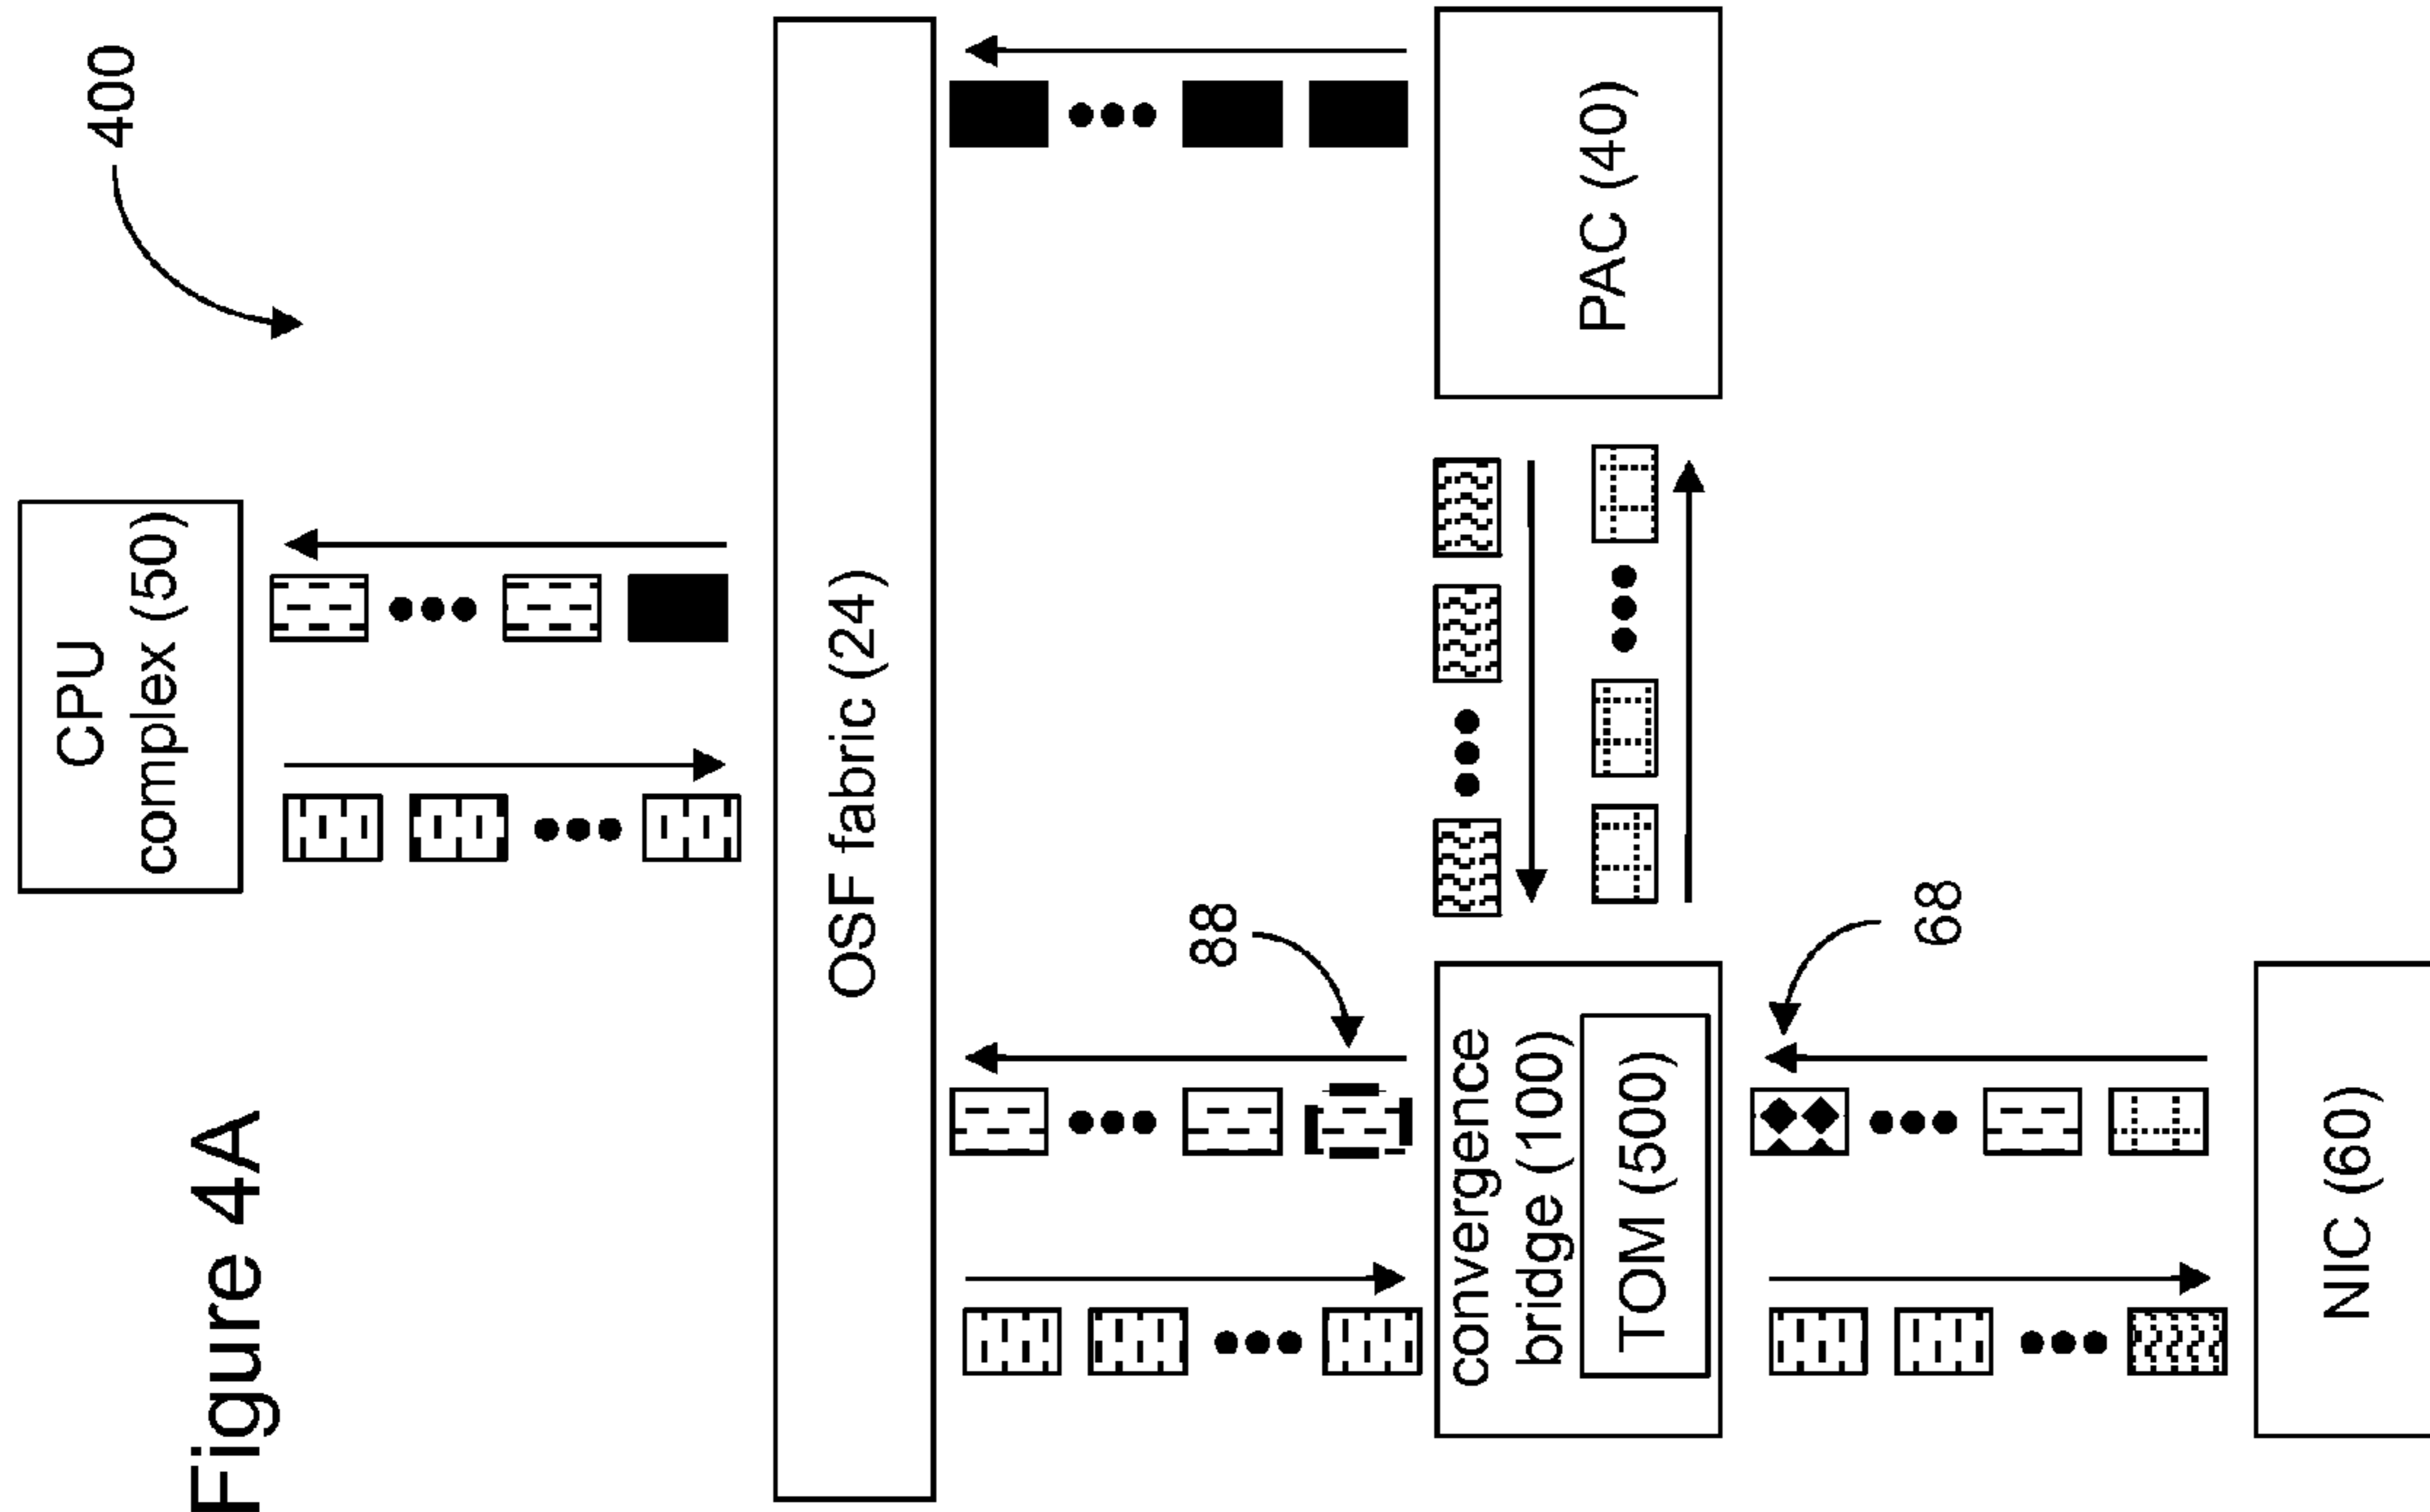 Figure 4A
400
CPU
complex (50)
OSF fabric (24)
88
convergence
bridge (100)
TOM (500)
PAC (40)
68
NIC (60)